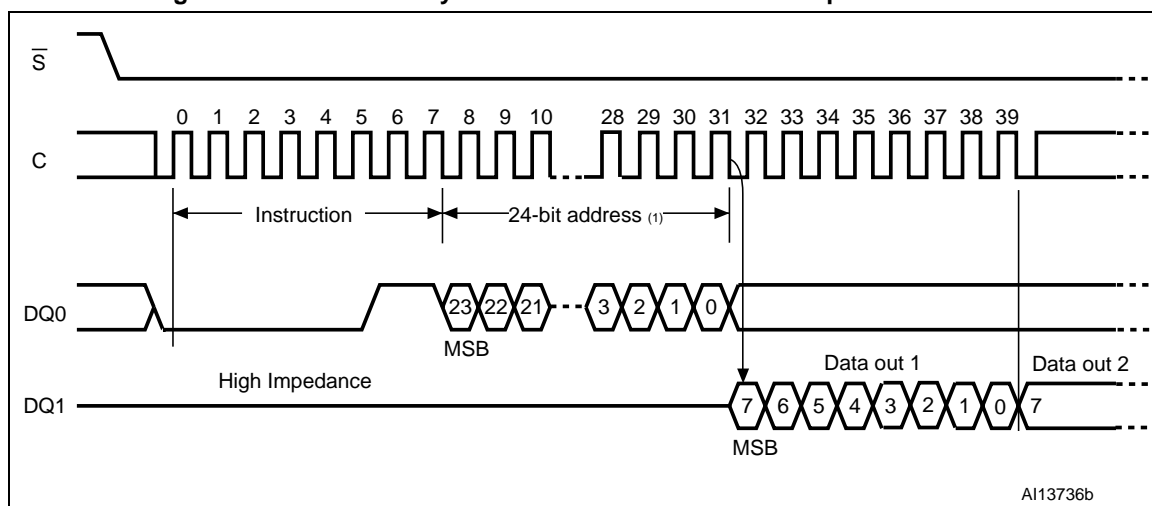 S
0 1 2 3 4 5 6 7 8 9 10 28 29 30 31 32 33 34 35 36 37 38 39
C
Instruction 24-bit address (1)
DQ0 23 22 21 3 2 1 0
MSB
High Impedance Data out 1 Data out 2
DQ1 7 6 5 4 3 2 1 0 7
MSB
AI13736b